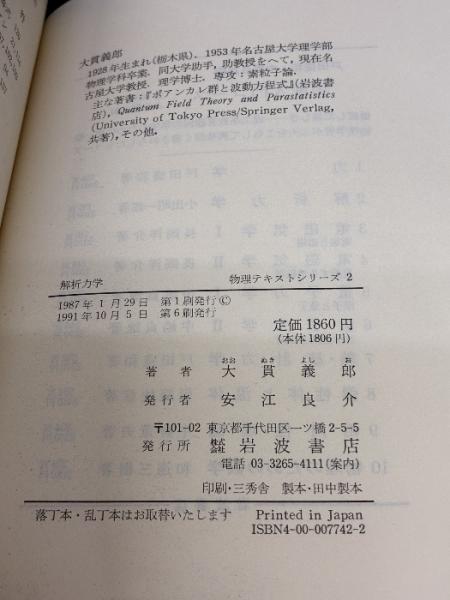 大貫義郎
1928年生まれ(栃木県). 1953年名古屋大学理学部
物理学科卒業. 同大学助手, 助教授をへて, 現在名
古屋大学教授. 理学博士. 専攻:素粒子論.
主な著書:『ポアンカレ群と波動方程式』(岩波書
店), Quantum Field Theory and Parastatistics
(University of Tokyo Press/Springer Verlag,
共著), その他.
解析力学 物理テキストシリーズ 2
1987年1月29日 第1刷発行©
1991年10月5日 第6刷発行
定価1860円
(本体1806円)
おお ぬき よし お
著者 大貫義郎
発行者 安江良介
〒101-02 東京都千代田区一ツ橋2-5-5
発行所 株式会社 岩波書店
電話 03-3265-4111(案内)
印刷・三秀舎 製本・田中製本
落丁本・乱丁本はお取替いたします Printed in Japan
ISBN4-00-007742-2